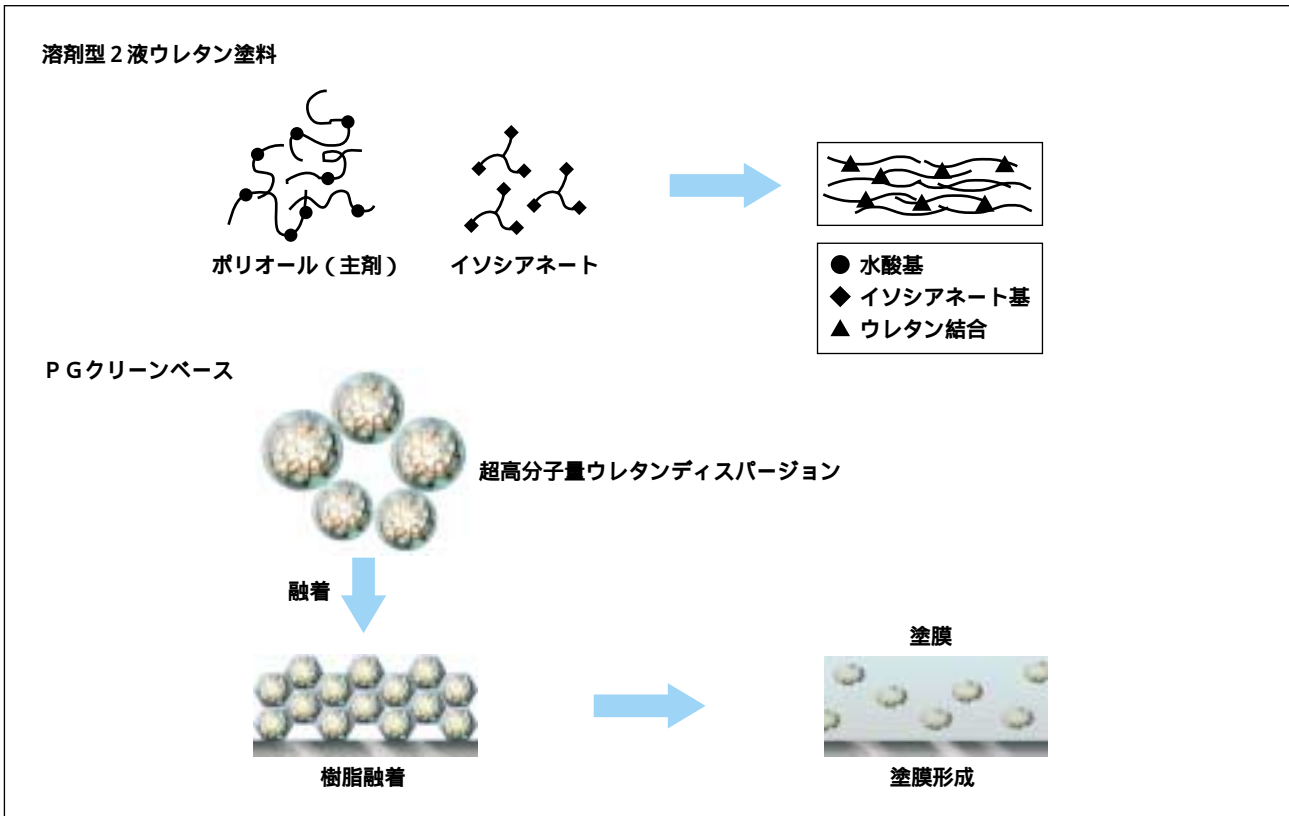 溶剤型２液ウレタン塗料
ポリオール（主剤）
イソシアネート
● 水酸基
◆ イソシアネート基
▲ ウレタン結合
ＰＧクリーンベース
超高分子量ウレタンディスパージョン
融着
樹脂融着
塗膜
塗膜形成